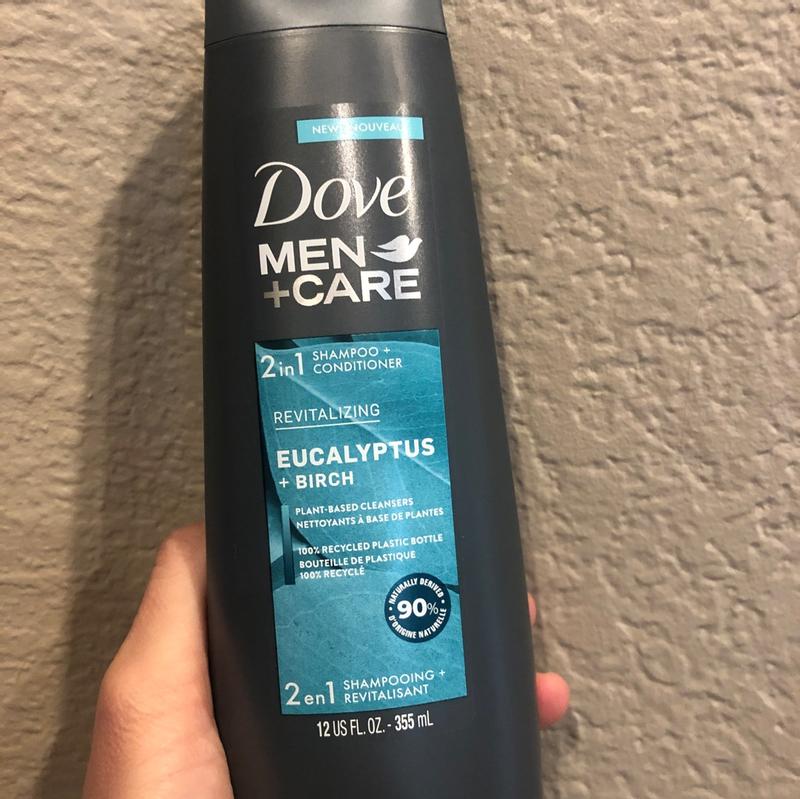 NEW NOUVEAU
Dove
MEN
+CARE
2in1 SHAMPOO +
CONDITIONER
REVITALIZING
EUCALYPTUS
+ BIRCH
PLANT-BASED CLEANSERS
NETTOYANTS À BASE DE PLANTES
100% RECYCLED PLASTIC BOTTLE
BOUTEILLE DE PLASTIQUE
100% RECYCLÉ
NATURALLY DERIVED
90%
D'ORIGINE NATURELLE
2en1 SHAMPOOING +
REVITALISANT
12 US FL. OZ. - 355 mL